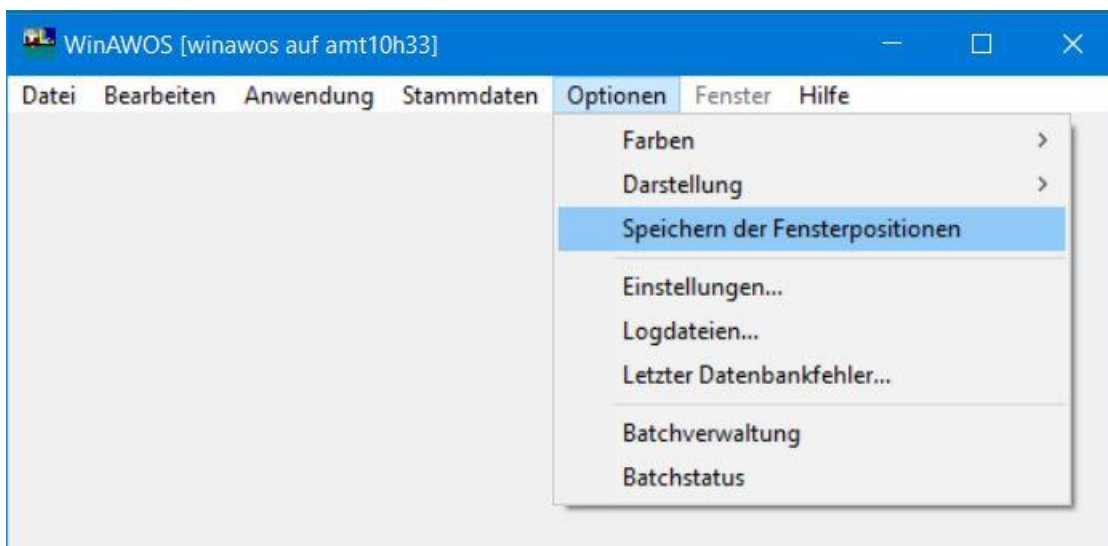 WinAWOS [winawos auf amt10h33]
Datei Bearbeiten Anwendung Stammdaten Optionen Fenster Hilfe
Farben
Darstellung
Speichern der Fensterpositionen
Einstellungen...
Logdateien...
Letzter Datenbankfehler...
Batchverwaltung
Batchstatus